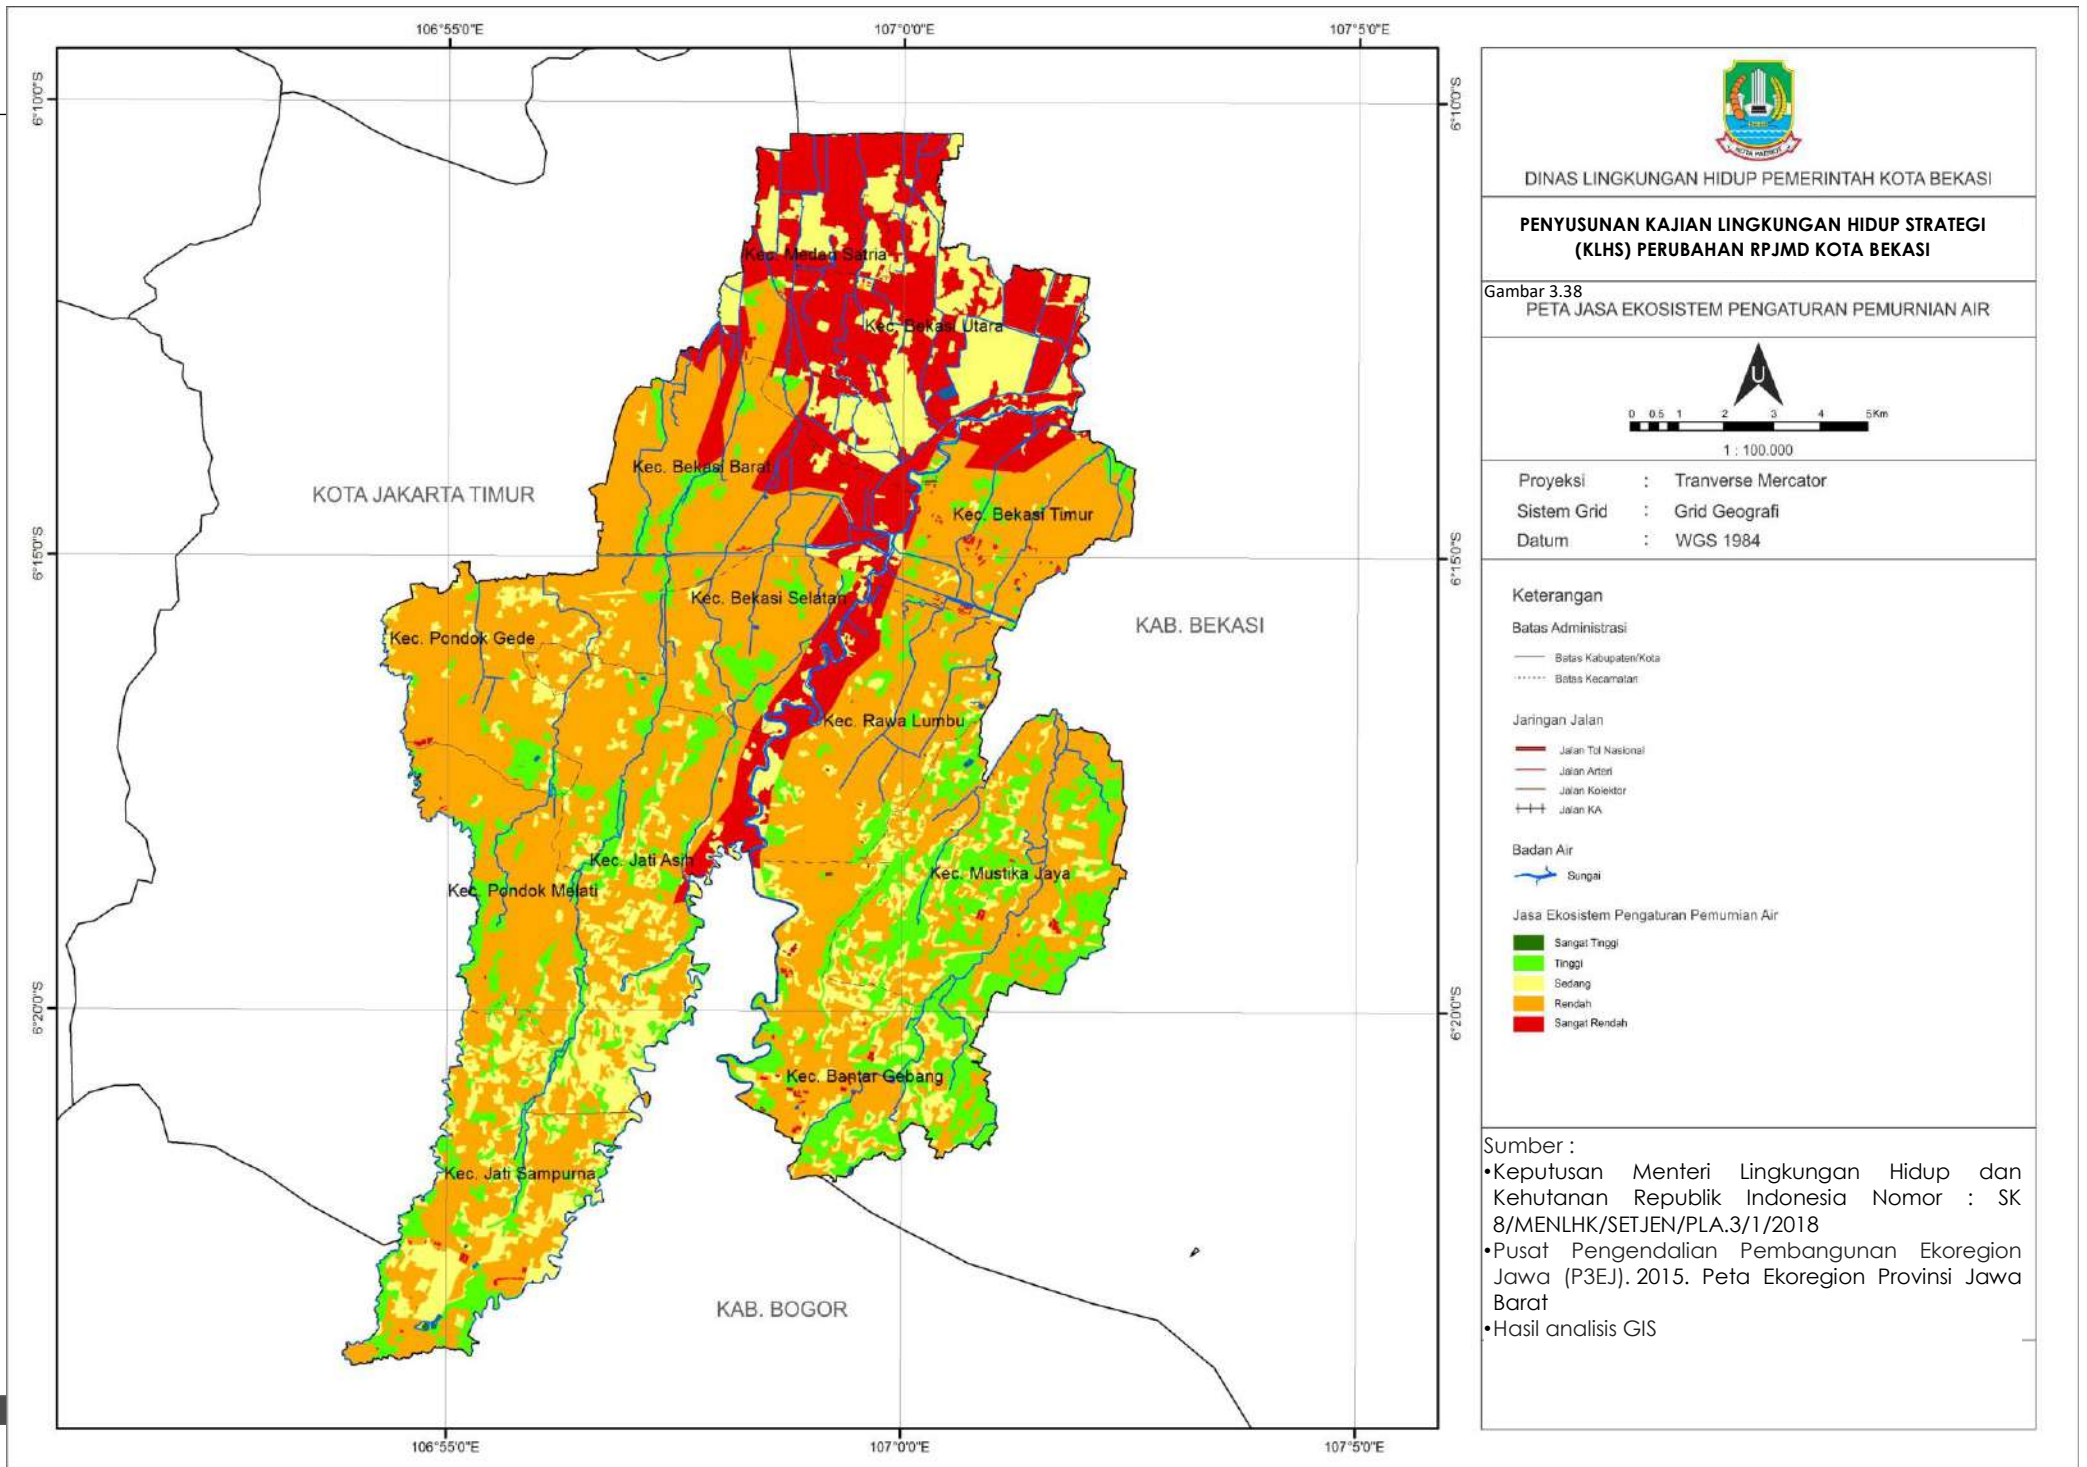 106°55'0"E
107°0'0"E
107°5'0"E
6°10'0"S
6°10'0"S
Kec. Medan Satria
Kec. Bekasi Utara
Kec. Bekasi Barat
KOTA JAKARTA TIMUR
Kec. Bekasi Timur
6°15'0"S
6°15'0"S
Kec. Bekasi Selatan
KAB. BEKASI
Kec. Pondok Gede
Kec. Rawa Lumbu
Kec. Jati Asih
Kec. Mustika Jaya
Kec. Pondok Melati
6°20'0"S
6°20'0"S
Kec. Bantar Gebang
Kec. Jati Sampurna
KAB. BOGOR
106°55'0"E
107°0'0"E
107°5'0"E
KOTA PATRIOT
DINAS LINGKUNGAN HIDUP PEMERINTAH KOTA BEKASI
PENYUSUNAN KAJIAN LINGKUNGAN HIDUP STRATEGI
(KLHS) PERUBAHAN RPJMD KOTA BEKASI
Gambar 3.38
PETA JASA EKOSISTEM PENGATURAN PEMURNIAN AIR
U
0 0.5 1 2 3 4 5Km
1 : 100.000
Proyeksi : Tranverse Mercator
Sistem Grid : Grid Geografi
Datum : WGS 1984
Keterangan
Batas Administrasi
Batas Kabupaten/Kota
Batas Kecamatan
Jaringan Jalan
Jalan Tol Nasional
Jalan Arteri
Jalan Kolektor
Jalan KA
Badan Air
Sungai
Jasa Ekosistem Pengaturan Pemurnian Air
Sangat Tinggi
Tinggi
Sedang
Rendah
Sangat Rendah
Sumber :
•Keputusan Menteri Lingkungan Hidup dan
Kehutanan Republik Indonesia Nomor : SK
8/MENLHK/SETJEN/PLA.3/1/2018
•Pusat Pengendalian Pembangunan Ekoregion
Jawa (P3EJ). 2015. Peta Ekoregion Provinsi Jawa
Barat
•Hasil analisis GIS